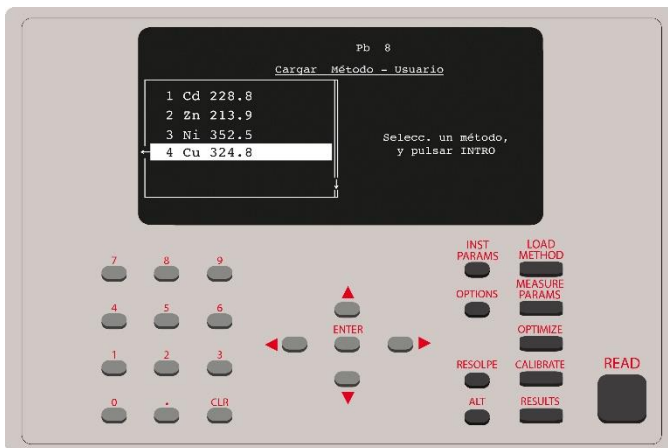 Pb 8
Cargar Método - Usuario
1 Cd 228.8
2 Zn 213.9
3 Ni 352.5
4 Cu 324.8
Selecc. un método,
y pulsar INTRO
7 8 9
4 5 6
1 2 3
0 . CLR
ENTER
INST
PARAMS
LOAD
METHOD
OPTIONS
MEASURE
PARAMS
OPTIMIZE
RESOLPE
CALIBRATE
ALT
RESULTS
READ